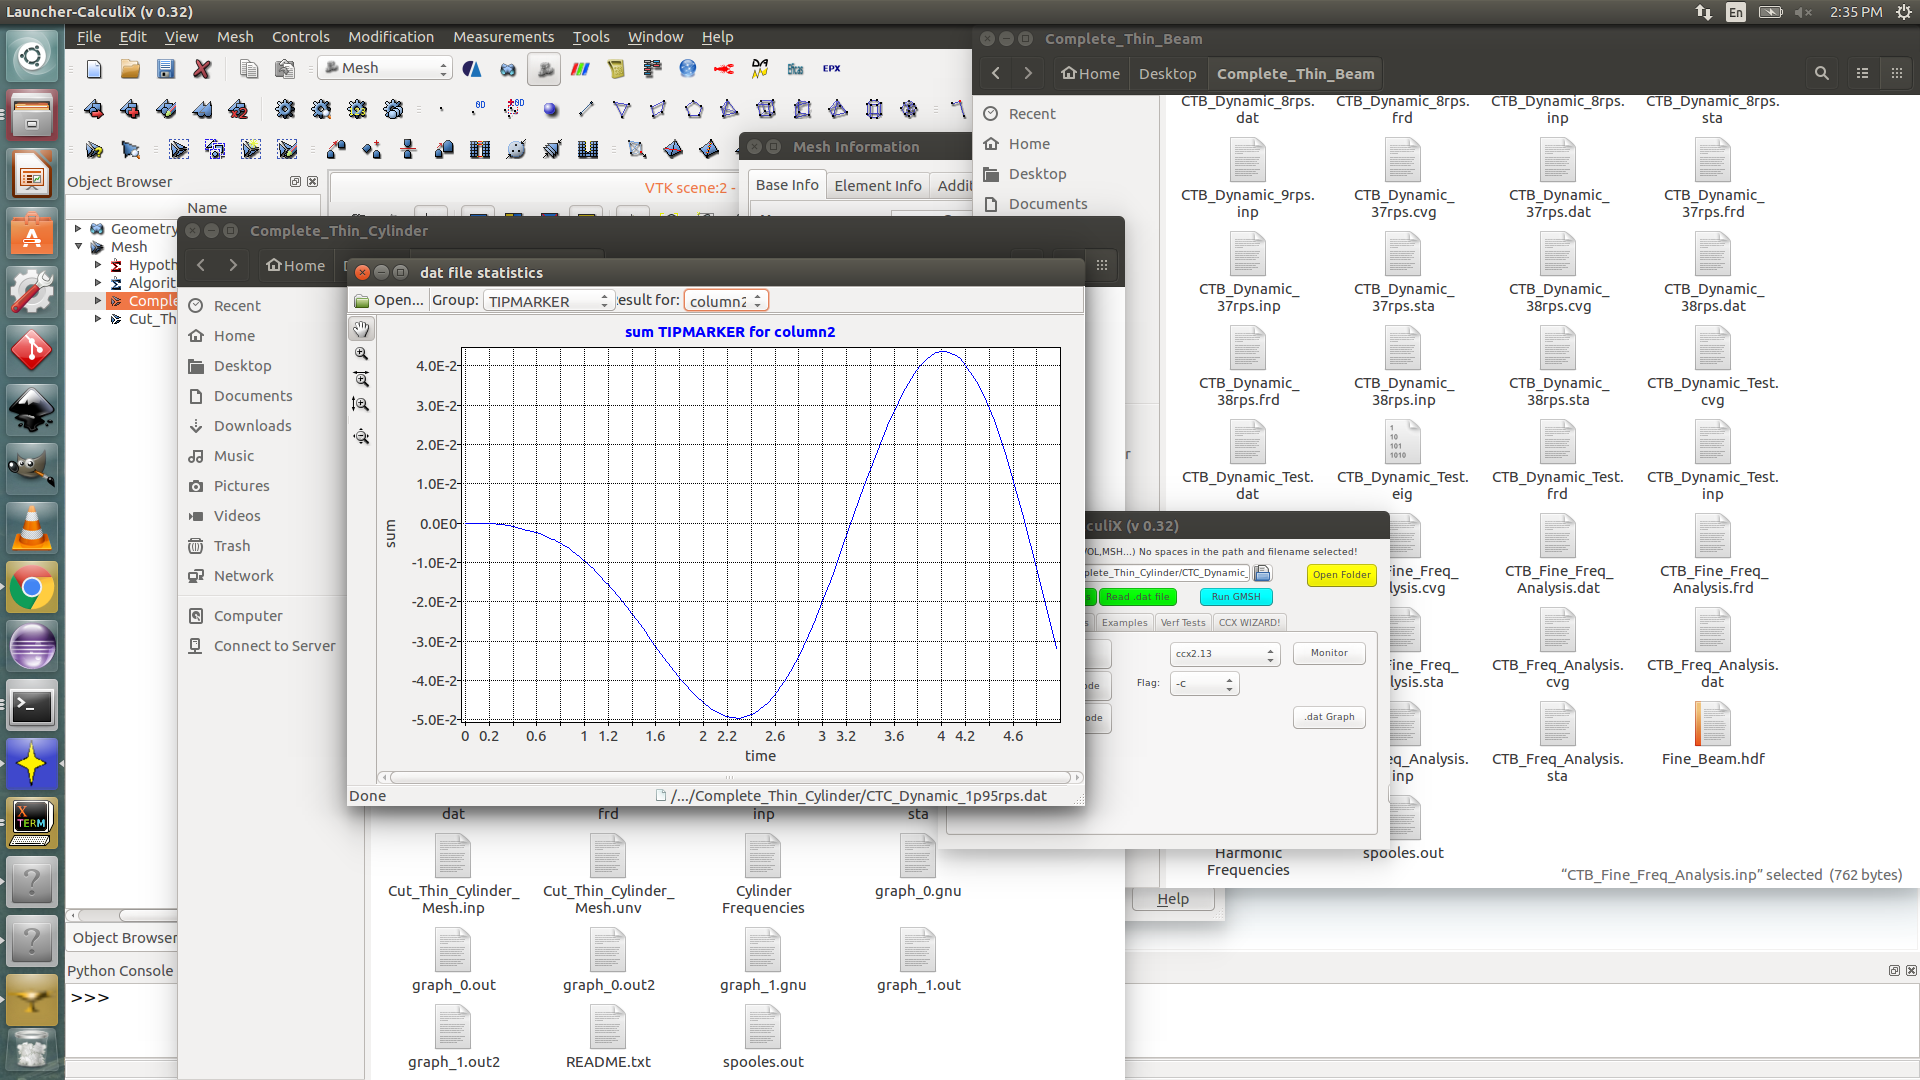 Launcher-CalculiX (v 0.32)
En
2:35 PM
File Edit View Mesh Controls Modification Measurements Tools Window Help
Mesh
Eficas
EPX
0D
0D
Object Browser
Name
Geometry
Mesh
Hypoth
Algorit
Comple
Cut_Th
VTK scene:2 -
Mesh Information
Base Info
Element Info
Addit
Complete_Thin_Beam
Home
Desktop
Complete_Thin_Beam
Recent
Home
Desktop
Documents
CTB_Dynamic_8rps.dat
CTB_Dynamic_8rps.frd
CTB_Dynamic_8rps.inp
CTB_Dynamic_8rps.sta
CTB_Dynamic_9rps.inp
CTB_Dynamic_37rps.cvg
CTB_Dynamic_37rps.dat
CTB_Dynamic_37rps.frd
CTB_Dynamic_37rps.inp
CTB_Dynamic_37rps.sta
CTB_Dynamic_38rps.cvg
CTB_Dynamic_38rps.dat
CTB_Dynamic_38rps.frd
CTB_Dynamic_38rps.inp
CTB_Dynamic_38rps.sta
CTB_Dynamic_Test.cvg
CTB_Dynamic_Test.dat
CTB_Dynamic_Test.eig
CTB_Dynamic_Test.frd
CTB_Dynamic_Test.inp
Fine_Freq_
lysis.cvg
CTB_Fine_Freq_Analysis.dat
CTB_Fine_Freq_Analysis.frd
Fine_Freq_
lysis.sta
CTB_Freq_Analysis.cvg
CTB_Freq_Analysis.dat
eq_Analysis.inp
CTB_Freq_Analysis.sta
Fine_Beam.hdf
Harmonic Frequencies
spooles.out
"CTB_Fine_Freq_Analysis.inp" selected (762 bytes)
Complete_Thin_Cylinder
Home
Recent
Home
Desktop
Documents
Downloads
Music
Pictures
Videos
Trash
Network
Computer
Connect to Server
dat file statistics
Open...
Group:
TIPMARKER
esult for:
column2
sum TIPMARKER for column2
4.0E-2
3.0E-2
2.0E-2
1.0E-2
0.0E0
-1.0E-2
-2.0E-2
-3.0E-2
-4.0E-2
-5.0E-2
sum
0 0.2 0.6 1 1.2 1.6 2 2.2 2.6 3 3.2 3.6 4 4.2 4.6
time
Done
/.../Complete_Thin_Cylinder/CTC_Dynamic_1p95rps.dat
culiX (v 0.32)
/OL,MSH...) No spaces in the path and filename selected!
plete_Thin_Cylinder/CTC_Dynamic_
Open Folder
s
Read .dat file
Run GMSH
s
Examples
Verf Tests
CCX WIZARD!
ccx2.13
Monitor
ode
Flag:
-c
ode
.dat Graph
dat
frd
inp
sta
Cut_Thin_Cylinder_Mesh.inp
Cut_Thin_Cylinder_Mesh.unv
Cylinder Frequencies
graph_0.gnu
graph_0.out
graph_0.out2
graph_1.gnu
graph_1.out
graph_1.out2
README.txt
spooles.out
Help
Object Browser
Python Console
>>>
X
TERM